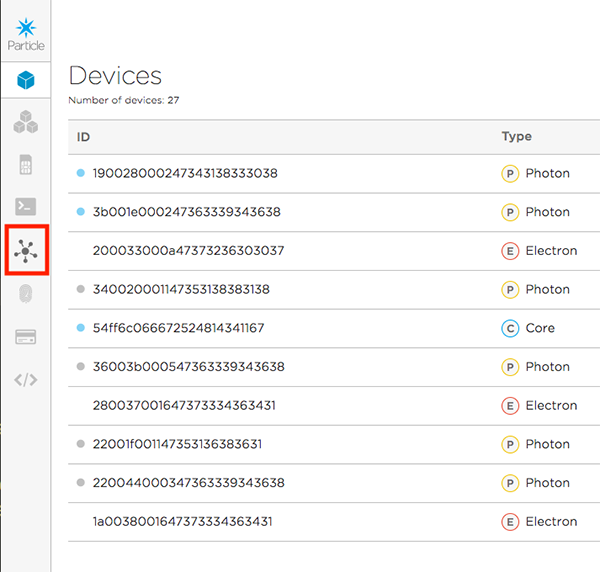 Particle
Devices
Number of devices: 27
ID Type
190028000247343138333038 P Photon
3b001e000247363339343638 P Photon
200033000a47373236303037 E Electron
340020001147353138383138 P Photon
54ff6c066672524814341167 C Core
36003b000547363339343638 P Photon
280037001647373334363431 E Electron
22001f001147353136383631 P Photon
220044000347363339343638 P Photon
1a0038001647373334363431 E Electron